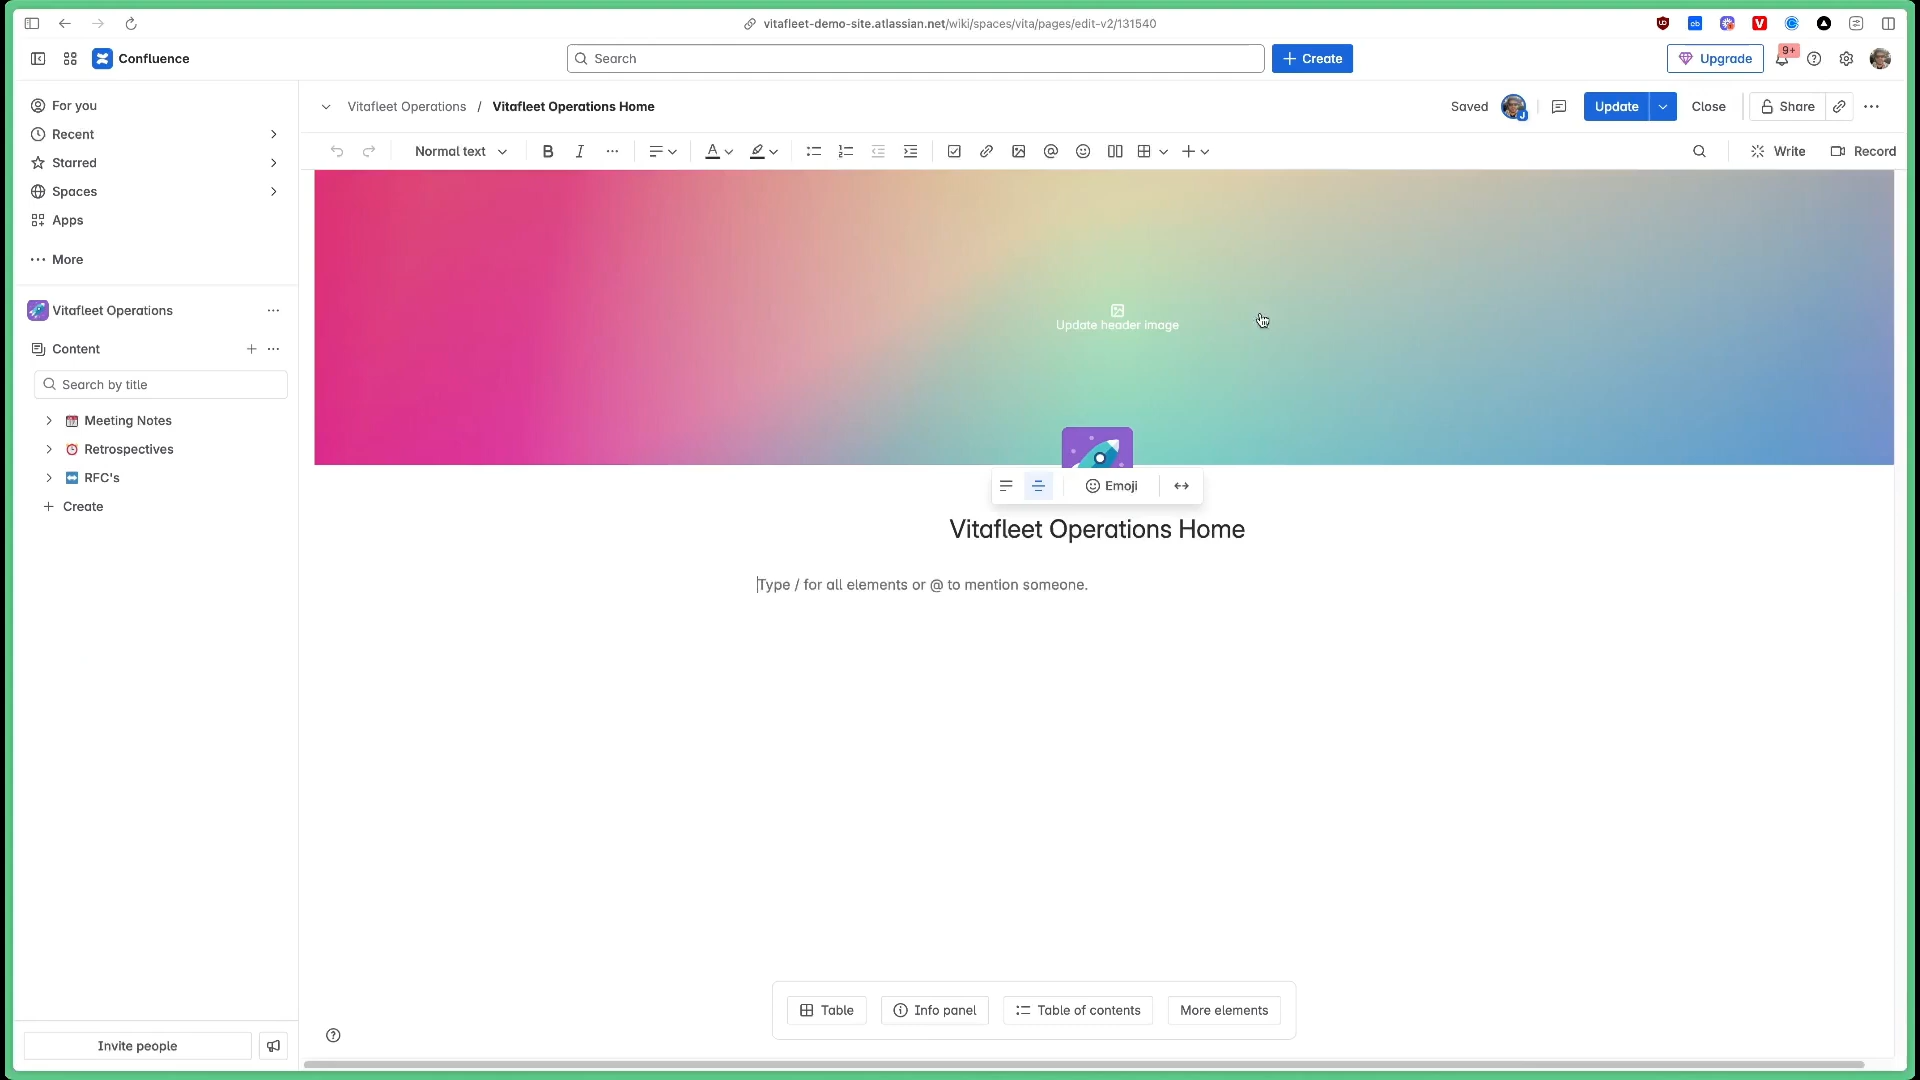 vitafleet-demo-site.atlassian.net/wiki/spaces/vita/pages/edit-v2/131540
Confluence
Search
Create
Upgrade
9+
For you
Recent
Starred
Spaces
Apps
More
Vitafleet Operations
Content
Search by title
Meeting Notes
Retrospectives
RFC's
Create
Invite people
Vitafleet Operations / Vitafleet Operations Home
Saved
J
Update
Close
Share
Normal text
B
I
A
Write
Record
Update header image
Emoji
Vitafleet Operations Home
Type / for all elements or @ to mention someone.
Table
Info panel
Table of contents
More elements